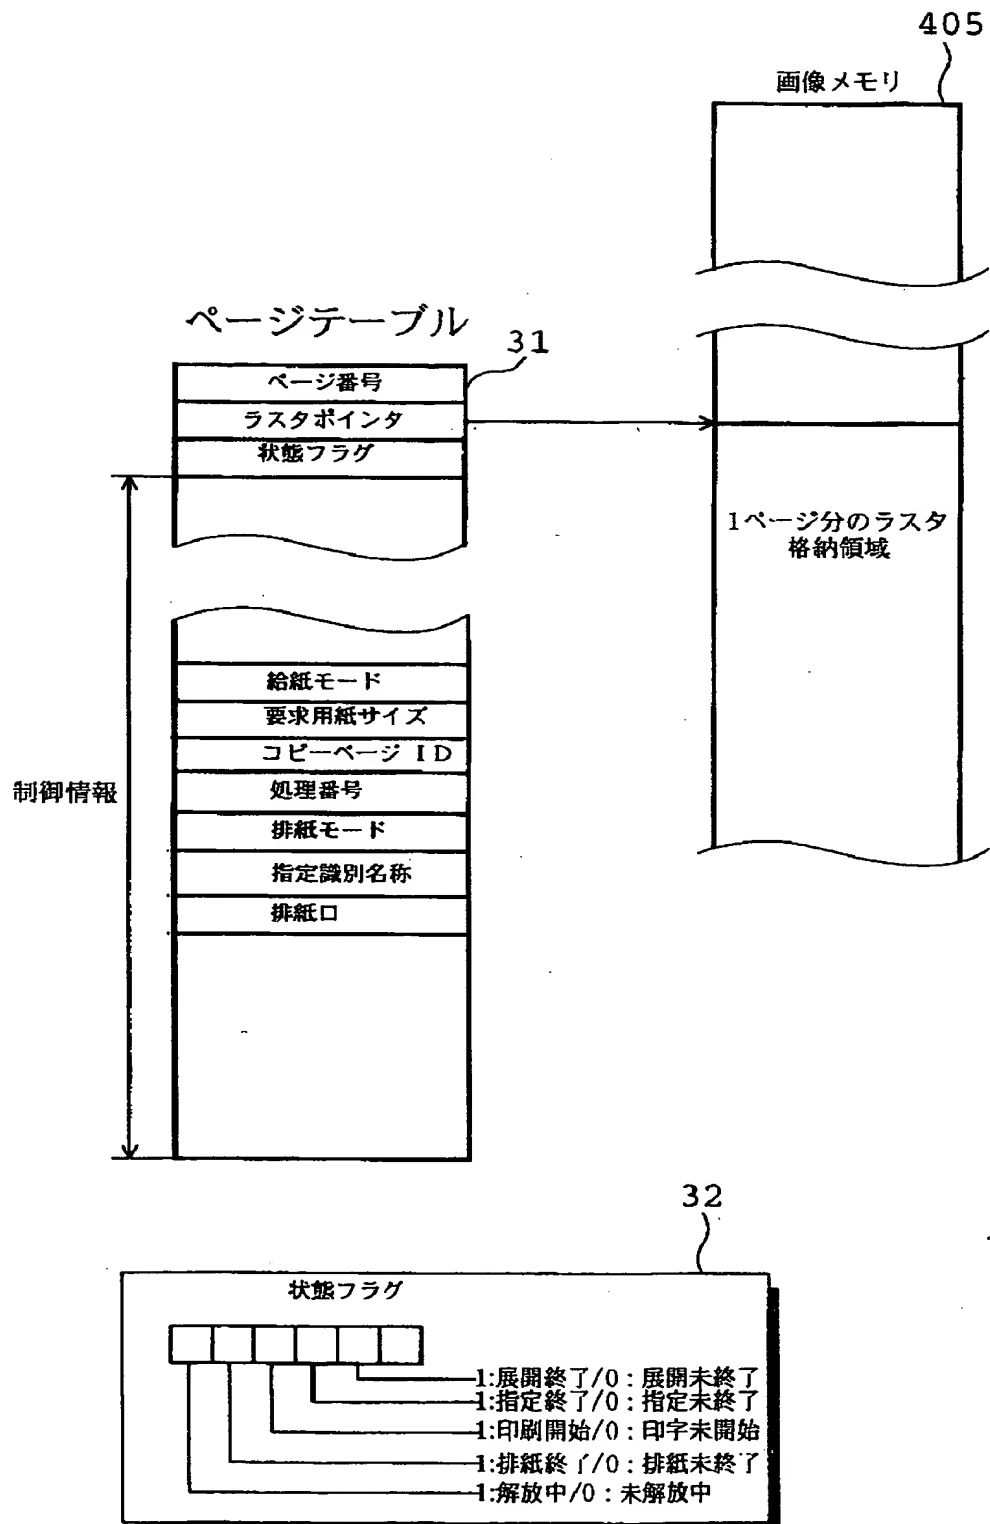 405
画像メモリ
ページテーブル
31
ページ番号
ラスタポインタ
状態フラグ
1ページ分のラスタ
格納領域
給紙モード
要求用紙サイズ
コピーページ ID
処理番号
排紙モード
指定識別名称
排紙口
制御情報
32
状態フラグ
1:展開終了/0:展開未終了
1:指定終了/0:指定未終了
1:印刷開始/0:印字未開始
1:排紙終了/0:排紙未終了
1:解放中/0:未解放中